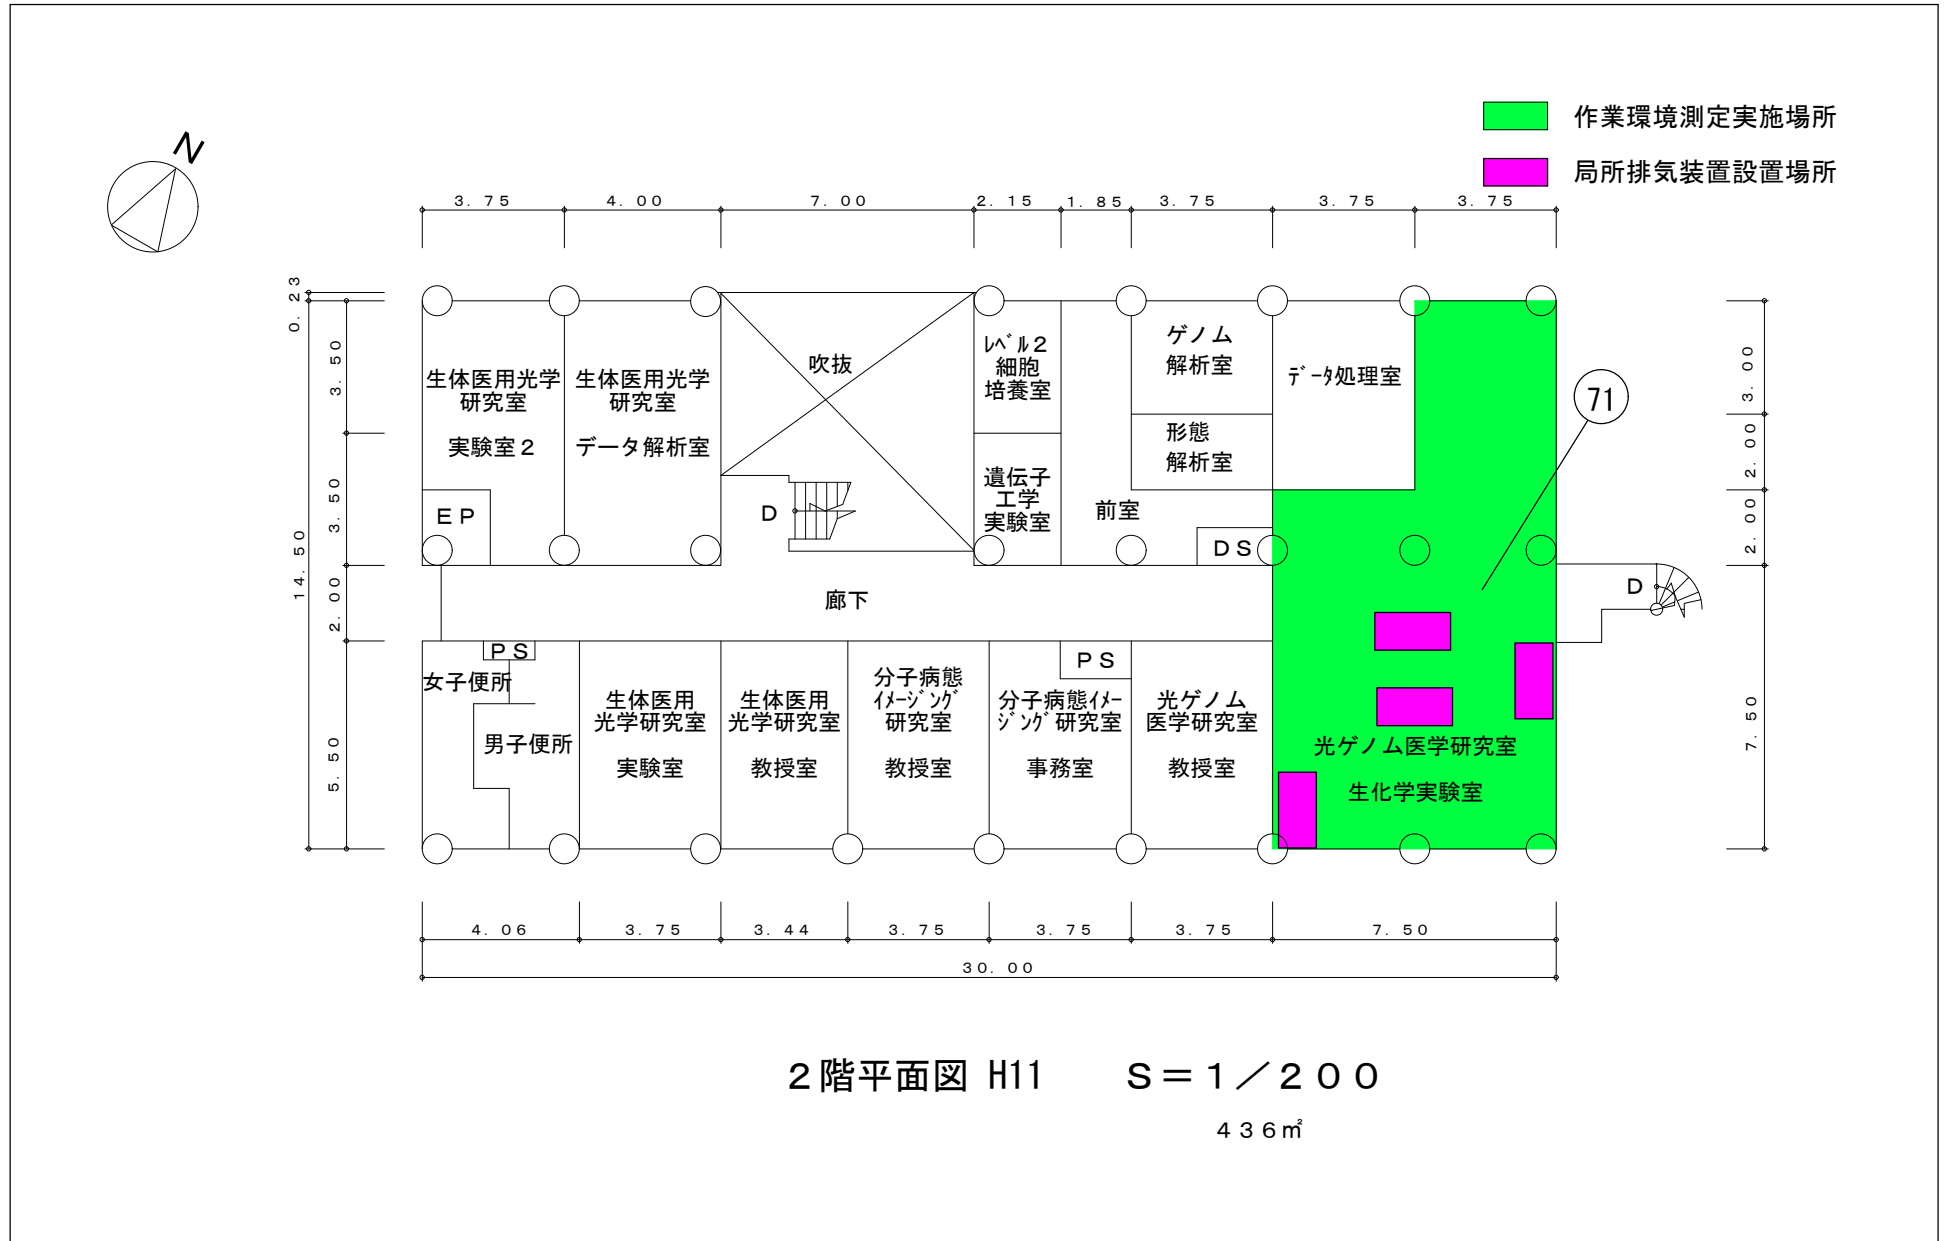 N
作業環境測定実施場所
局所排気装置設置場所
3.75
4.00
7.00
2.15
1.85
3.75
3.75
3.75
0.23
14.50
3.50
3.50
2.00
5.50
3.00
2.00
2.00
7.50
生体医用光学
研究室
実験室2
生体医用光学
研究室
データ解析室
吹抜
レベル2
細胞
培養室
遺伝子
工学
実験室
前室
ゲノム
解析室
形態
解析室
データ処理室
71
EP
D
DS
D
廊下
PS
女子便所
男子便所
生体医用
光学研究室
実験室
生体医用
光学研究室
教授室
分子病態
イメージング
研究室
教授室
PS
分子病態イメー
ジング研究室
事務室
光ゲノム
医学研究室
教授室
光ゲノム医学研究室
生化学実験室
4.06
3.75
3.44
3.75
3.75
3.75
7.50
30.00
2階平面図 H11 S=1/200
436㎡